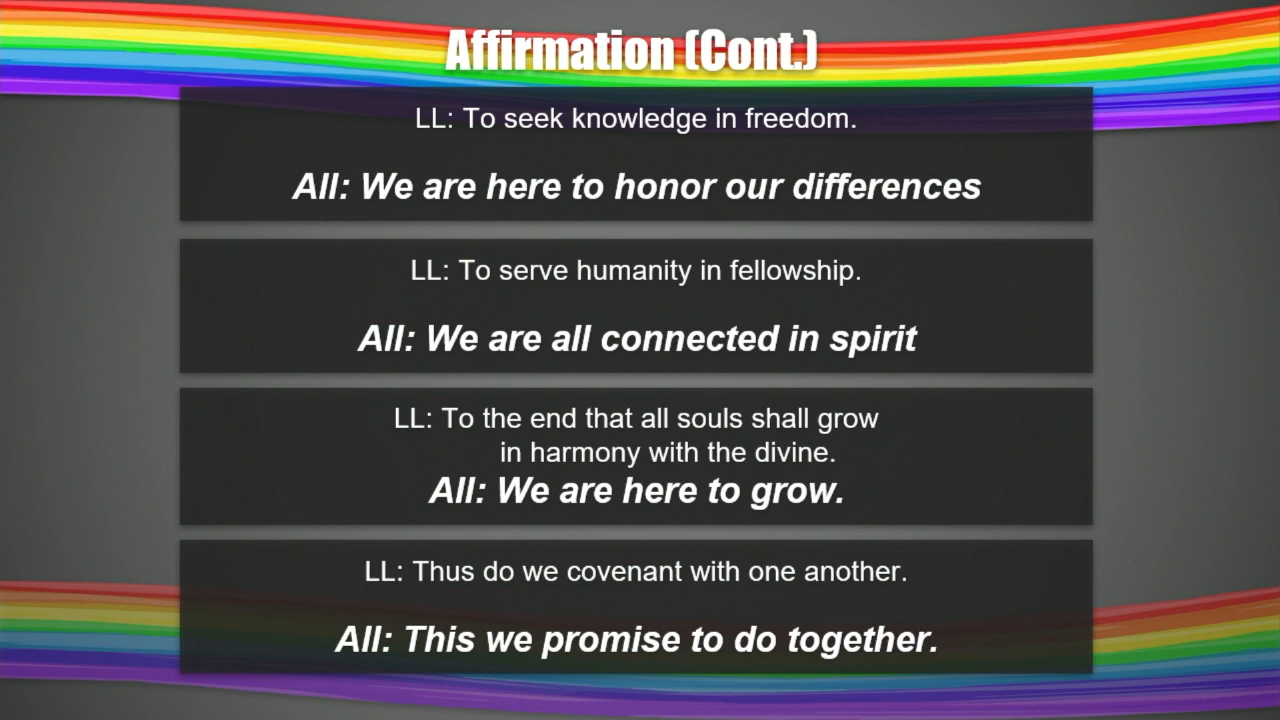 Affirmation (Cont.)
LL: To seek knowledge in freedom.
All: We are here to honor our differences
LL: To serve humanity in fellowship.
All: We are all connected in spirit
LL: To the end that all souls shall grow
in harmony with the divine.
All: We are here to grow.
LL: Thus do we covenant with one another.
All: This we promise to do together.